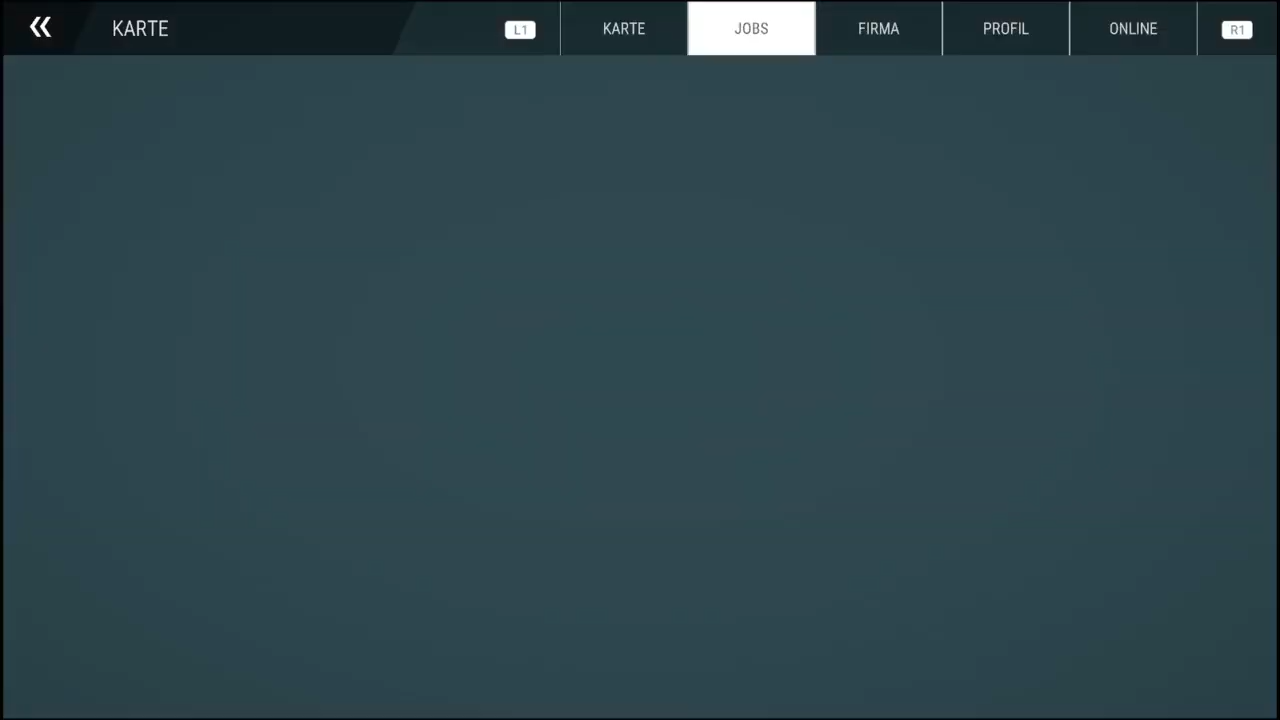 KARTE
L1
KARTE
JOBS
FIRMA
PROFIL
ONLINE
R1